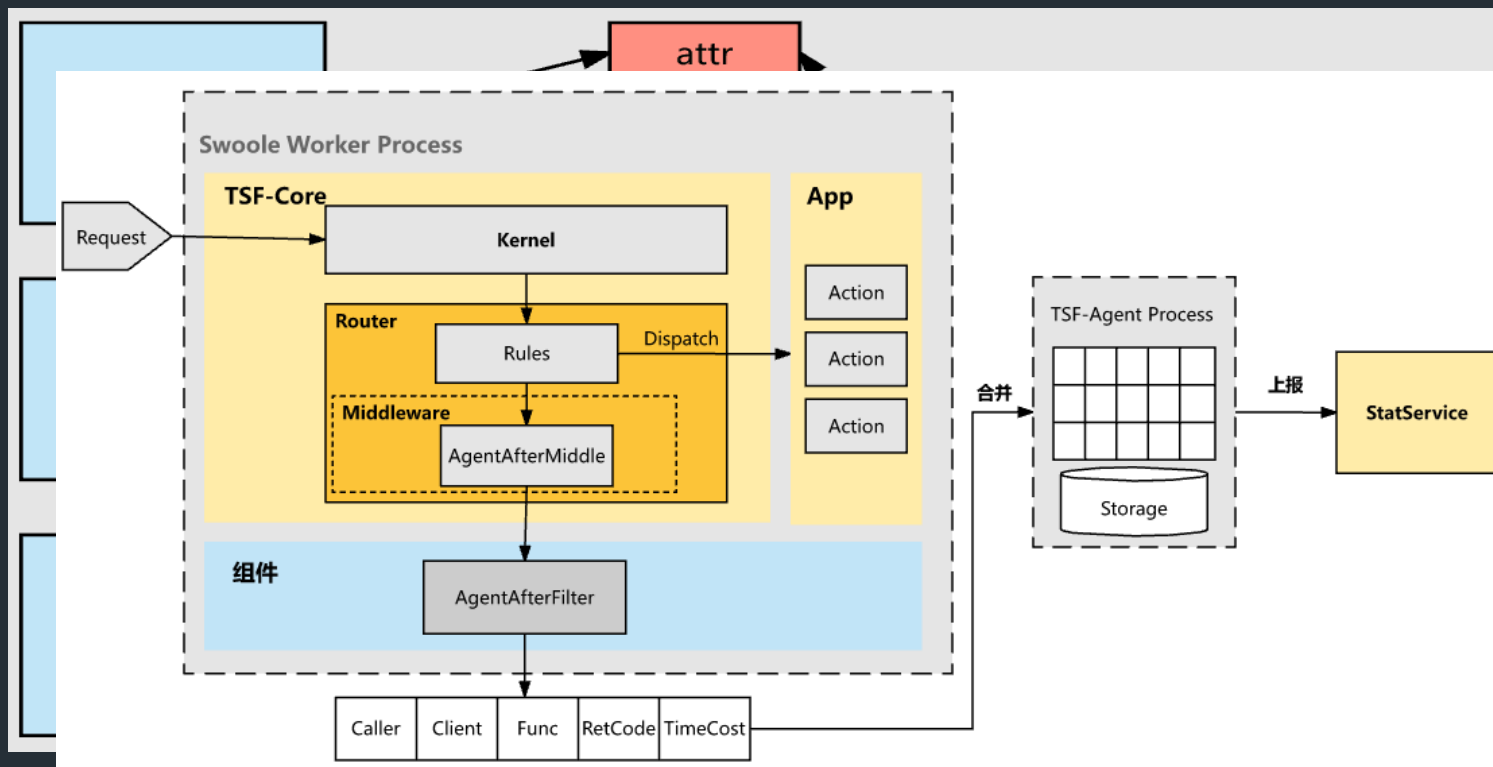 attr
Swoole Worker Process
TSF-Core
App
Request
Kernel
Action
Router
Rules
Dispatch
Action
Middleware
AgentAfterMiddle
Action
TSF-Agent Process
合并
上报
StatService
Storage
组件
AgentAfterFilter
Caller Client Func RetCode TimeCost